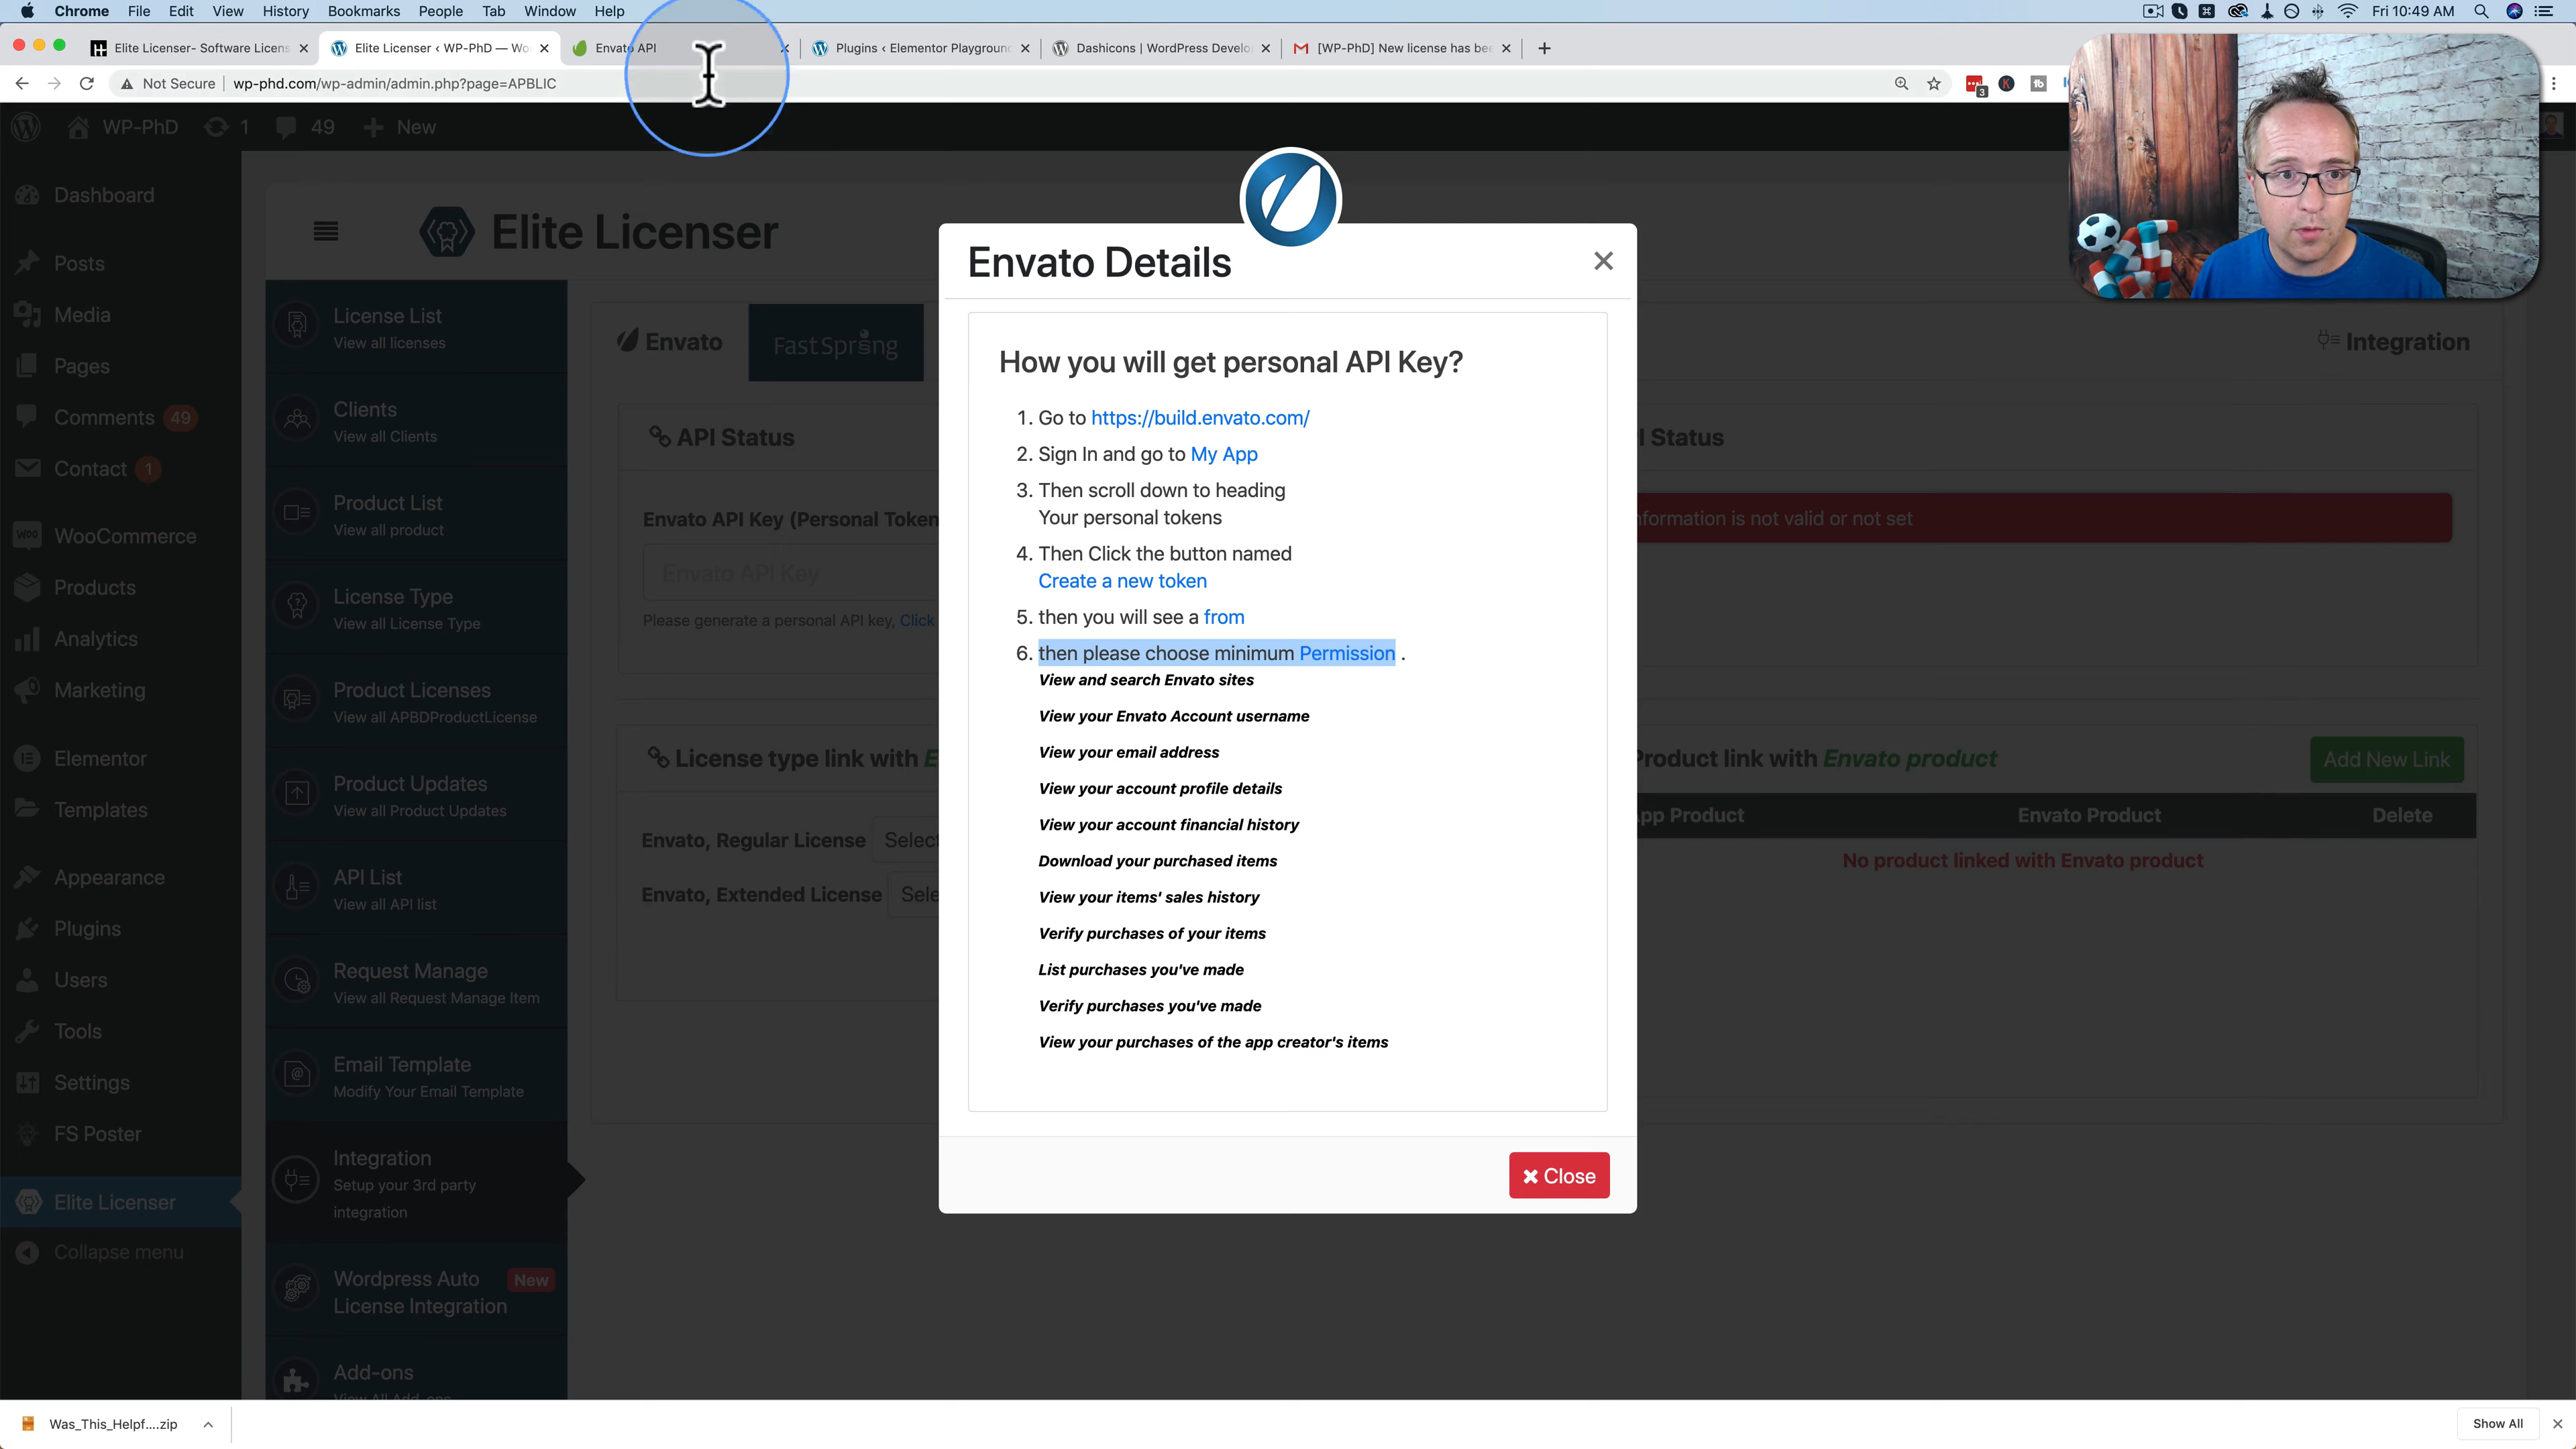 Chrome File Edit View History Bookmarks People Tab Window Help
Fri 10:49 AM
Elite Licenser- Software Licens
Elite Licenser ‹ WP-PhD — Wo
Envato API
Plugins ‹ Elementor Playground
Dashicons | WordPress Develo
[WP-PhD] New license has bee
Not Secure
wp-phd.com/wp-admin/admin.php?page=APBLIC
3
WP-PhD
1
49
New
Dashboard
Posts
Media
Pages
Comments 49
Contact 1
WooCommerce
Products
Analytics
Marketing
Elementor
Templates
Appearance
Plugins
Users
Tools
Settings
FS Poster
Elite Licenser
Collapse menu
Elite Licenser
License List
View all licenses
Clients
View all Clients
Product List
View all product
License Type
View all License Type
Product Licenses
View all APBDProductLicense
Product Updates
View all Product Updates
API List
View all API list
Request Manage
View all Request Manage Item
Email Template
Modify Your Email Template
Integration
Setup your 3rd party
integration
Wordpress Auto
License Integration
New
Add-ons
View All Add-ons
Envato
FastSpring
Integration
API Status
Envato API Key (Personal Token
Envato API Key
Please generate a personal API key, Click
License type link with E
Envato, Regular License Select
Envato, Extended License Sele
I Status
nformation is not valid or not set
Product link with Envato product
Add New Link
App Product
Envato Product
Delete
No product linked with Envato product
Envato Details
How you will get personal API Key?
1. Go to https://build.envato.com/
2. Sign In and go to My App
3. Then scroll down to heading
Your personal tokens
4. Then Click the button named
Create a new token
5. then you will see a from
6. then please choose minimum Permission .
View and search Envato sites
View your Envato Account username
View your email address
View your account profile details
View your account financial history
Download your purchased items
View your items' sales history
Verify purchases of your items
List purchases you've made
Verify purchases you've made
View your purchases of the app creator's items
Close
Was_This_Helpf....zip
Show All